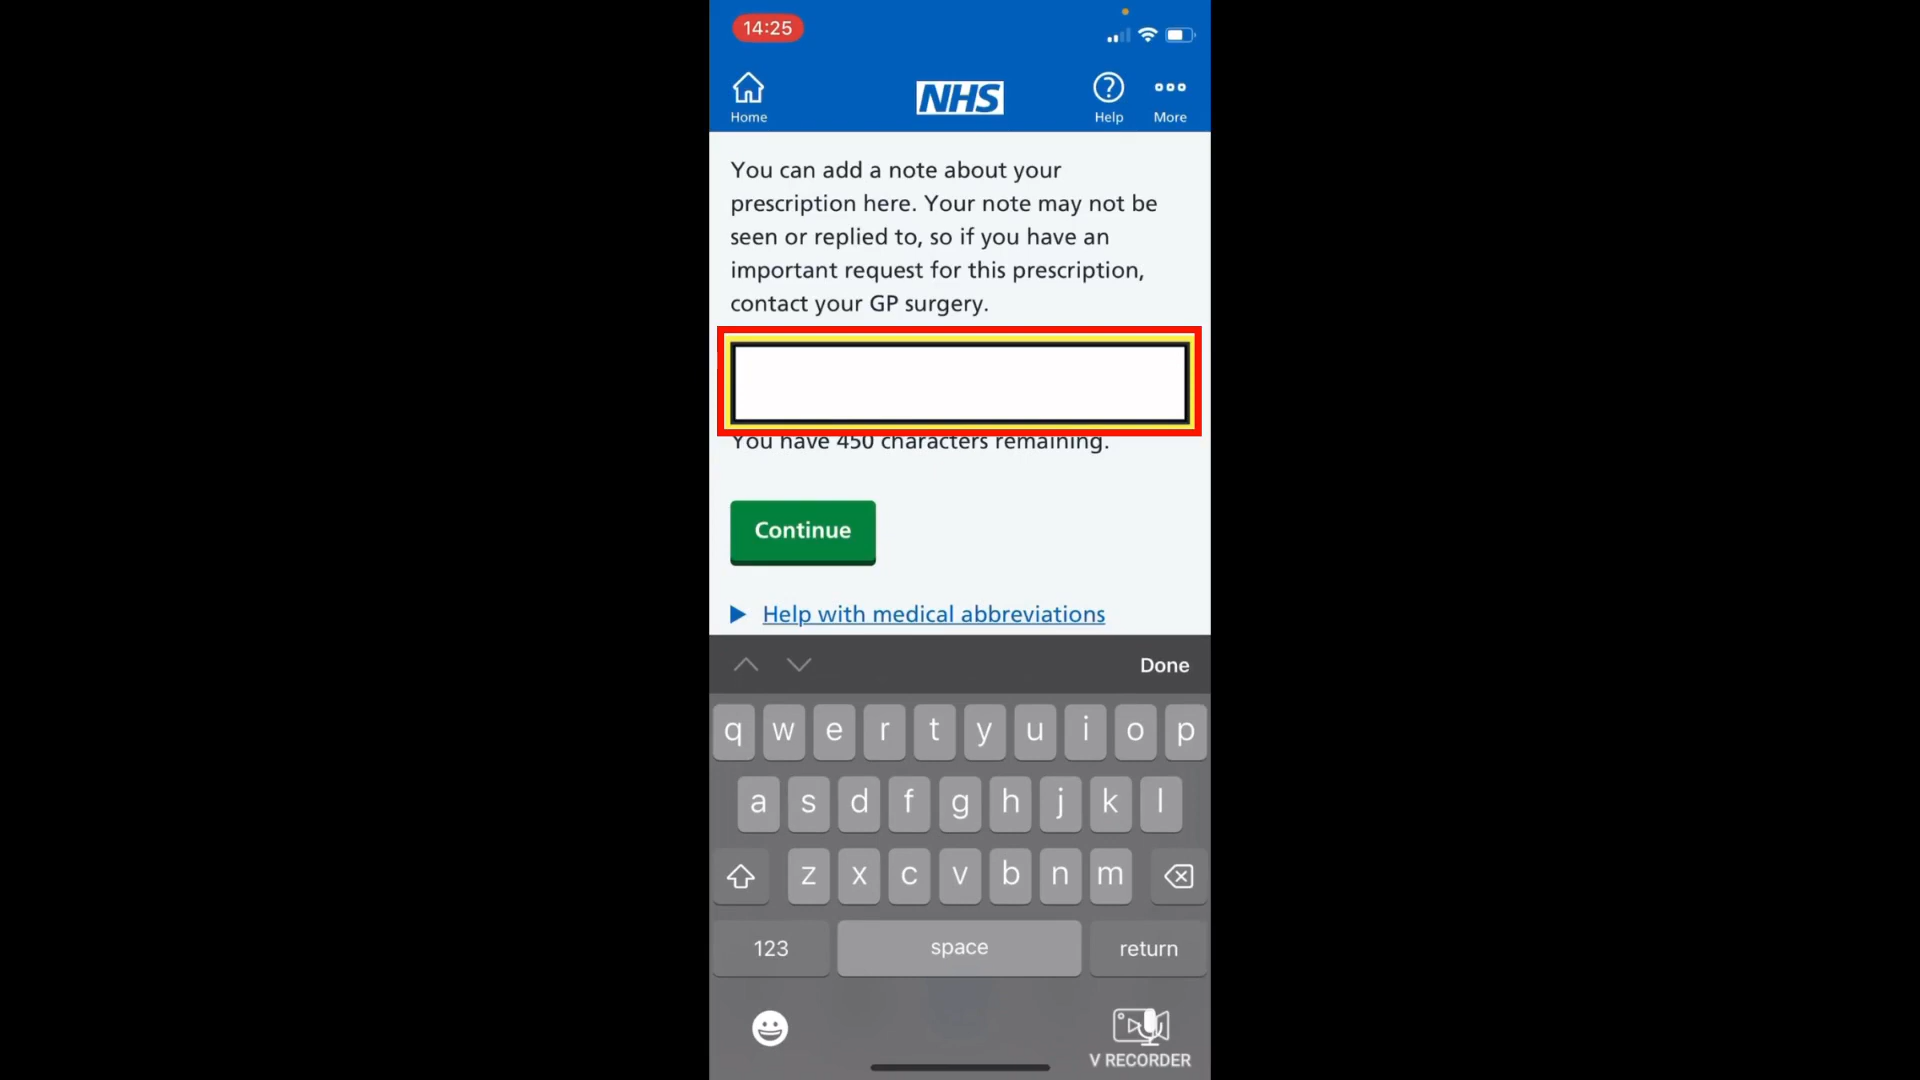 14:25
Home
NHS
Help
More
You can add a note about your
prescription here. Your note may not be
seen or replied to, so if you have an
important request for this prescription,
contact your GP surgery.
You have 450 characters remaining.
Continue
Help with medical abbreviations
Done
q w e r t y u i o p
a s d f g h j k l
z x c v b n m
123 space return
V RECORDER